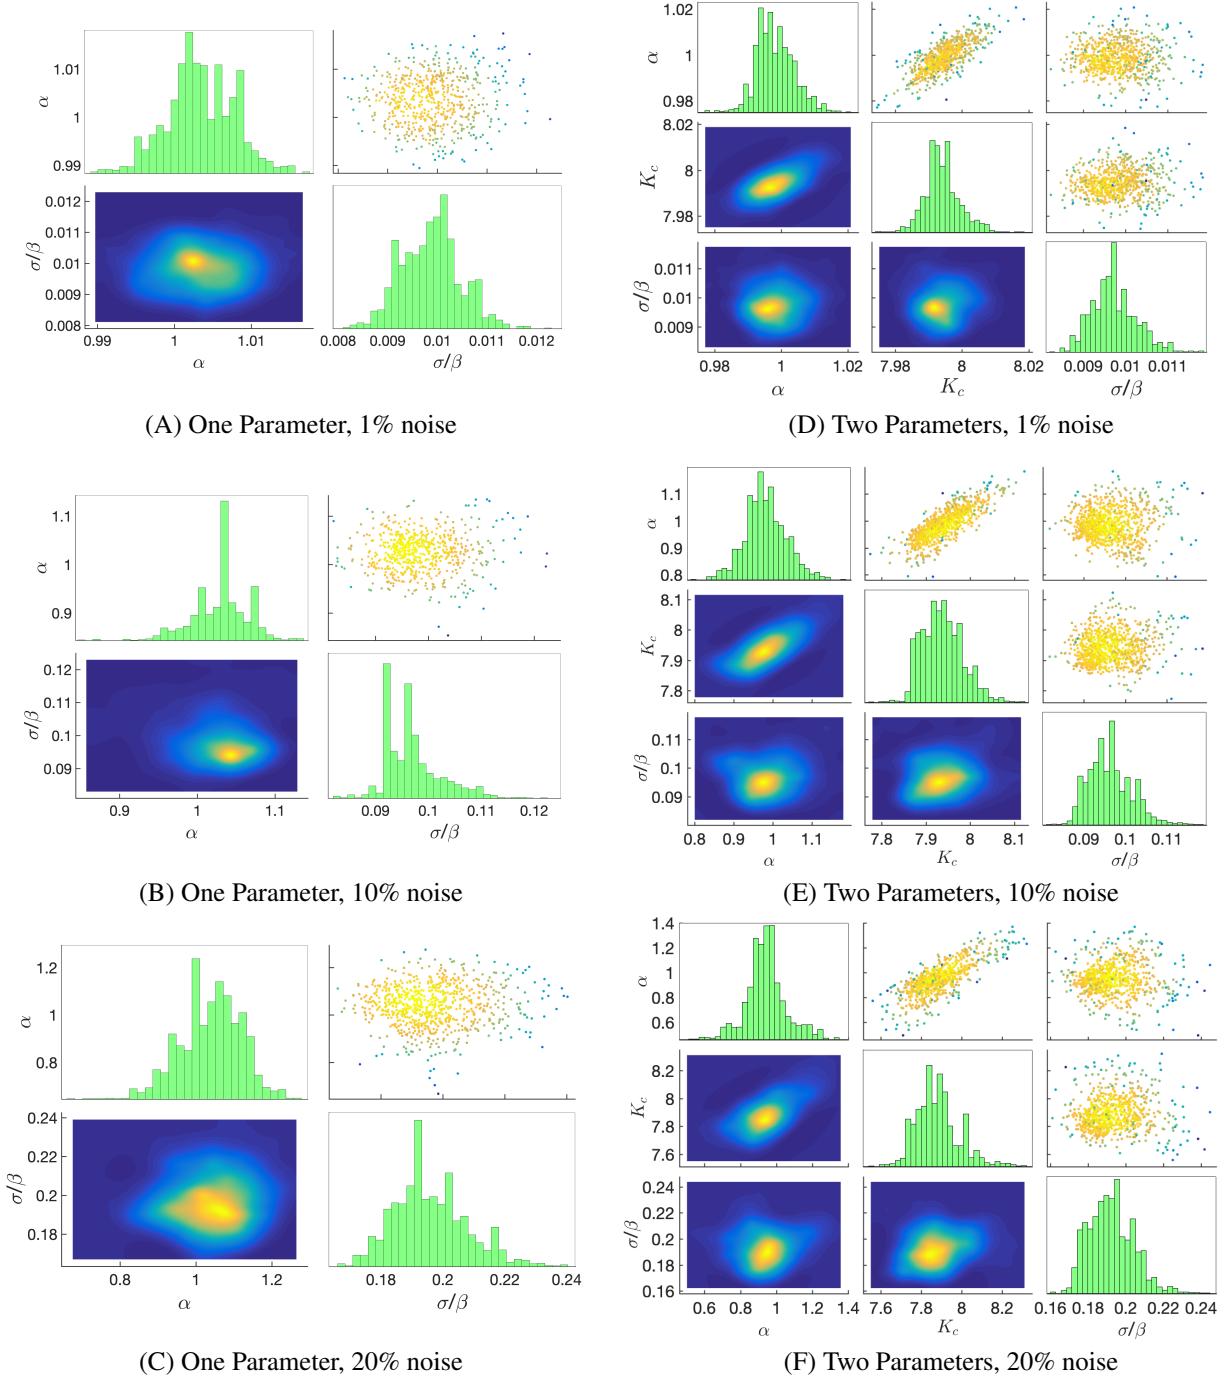 1.01
1
0.99
α
0.012
0.011
0.01
0.009
0.008
σ/β
0.99 1 1.01
α
0.008 0.009 0.01 0.011 0.012
σ/β
(A) One Parameter, 1% noise
1.02
1
0.98
α
8.02
8
7.98
K_c
0.011
0.01
0.009
σ/β
0.98 1 1.02
α
7.98 8 8.02
K_c
0.009 0.01 0.011
σ/β
(D) Two Parameters, 1% noise
1.1
1
0.9
α
0.12
0.11
0.1
0.09
σ/β
0.9 1 1.1
α
0.09 0.1 0.11 0.12
σ/β
(B) One Parameter, 10% noise
1.1
1
0.9
0.8
α
8.1
8
7.9
7.8
K_c
0.11
0.1
0.09
σ/β
0.8 0.9 1 1.1
α
7.8 7.9 8 8.1
K_c
0.09 0.1 0.11
σ/β
(E) Two Parameters, 10% noise
1.2
1
0.8
α
0.24
0.22
0.2
0.18
σ/β
0.8 1 1.2
α
0.18 0.2 0.22 0.24
σ/β
(C) One Parameter, 20% noise
1.4
1.2
1
0.8
0.6
α
8.2
8
7.8
7.6
K_c
0.24
0.22
0.2
0.18
0.16
σ/β
0.6 0.8 1 1.2 1.4
α
7.6 7.8 8 8.2
K_c
0.16 0.18 0.2 0.22 0.24
σ/β
(F) Two Parameters, 20% noise